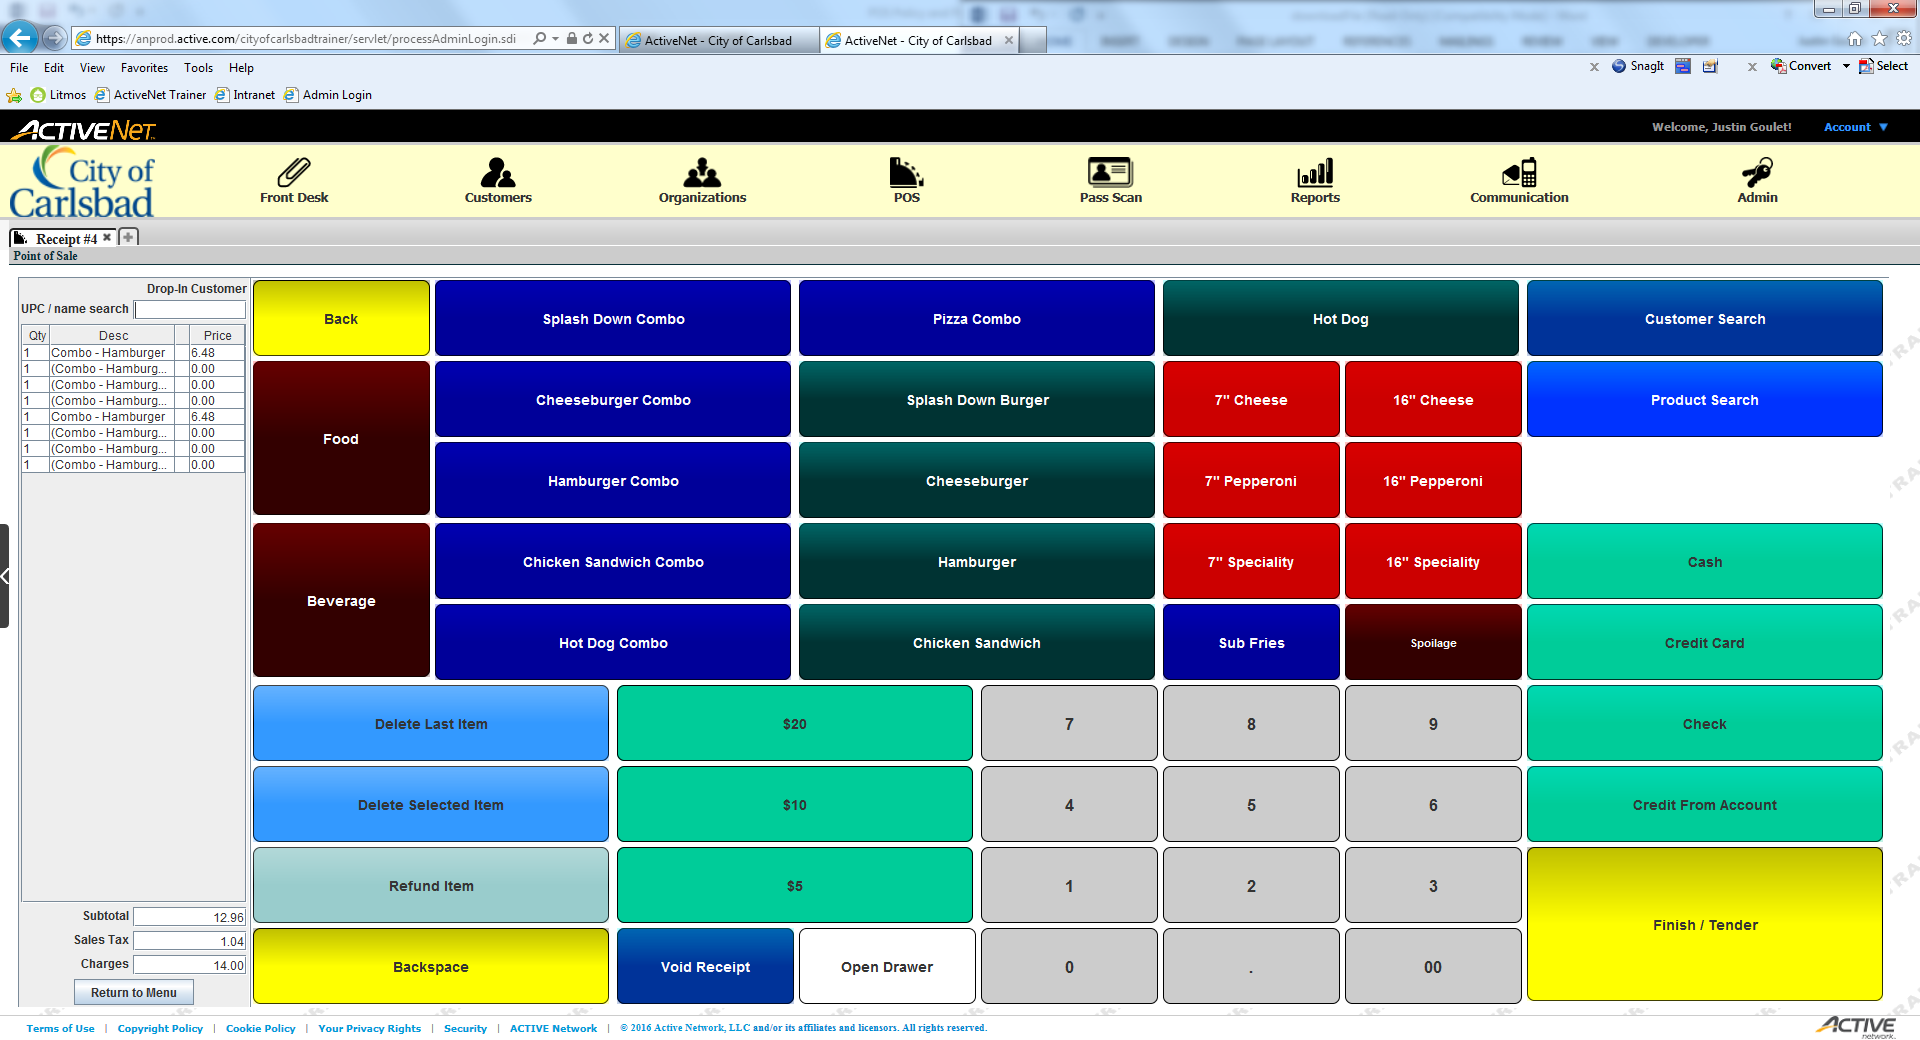 https://anprod.active.com/cityofcarlsbadtrainer/servlet/processAdminLogin.sdi
ActiveNet - City of Carlsbad
ActiveNet - City of Carlsbad
File Edit View Favorites Tools Help
x SnagIt x Convert Select
Litmos ActiveNet Trainer Intranet Admin Login
ACTIVENET
Welcome, Justin Goulet! Account
City of
Carlsbad
Front Desk Customers Organizations POS Pass Scan Reports Communication Admin
Receipt #4
Point of Sale
Drop-In Customer
UPC / name search
Qty Desc Price
1 Combo - Hamburger 6.48
1 (Combo - Hamburg... 0.00
1 (Combo - Hamburg... 0.00
1 (Combo - Hamburg... 0.00
1 Combo - Hamburger 6.48
1 (Combo - Hamburg... 0.00
1 (Combo - Hamburg... 0.00
1 (Combo - Hamburg... 0.00
Subtotal 12.96
Sales Tax 1.04
Charges 14.00
Return to Menu
Back Splash Down Combo Pizza Combo Hot Dog Customer Search
Food Cheeseburger Combo Splash Down Burger 7" Cheese 16" Cheese Product Search
Hamburger Combo Cheeseburger 7" Pepperoni 16" Pepperoni
Beverage Chicken Sandwich Combo Hamburger 7" Speciality 16" Speciality Cash
Hot Dog Combo Chicken Sandwich Sub Fries Spoilage Credit Card
Delete Last Item $20 7 8 9 Check
Delete Selected Item $10 4 5 6 Credit From Account
Refund Item $5 1 2 3 Finish / Tender
Backspace Void Receipt Open Drawer 0 . 00
Terms of Use | Copyright Policy | Cookie Policy | Your Privacy Rights | Security | ACTIVE Network | © 2016 Active Network, LLC and/or its affiliates and licensors. All rights reserved.
ACTIVE
network.